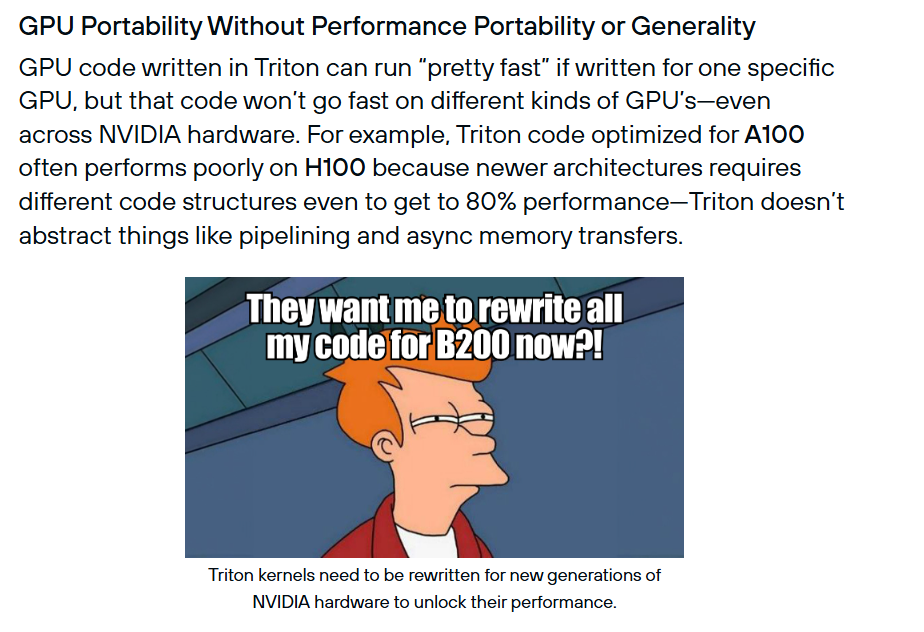 GPU Portability Without Performance Portability or Generality
GPU code written in Triton can run “pretty fast” if written for one specific
GPU, but that code won’t go fast on different kinds of GPU’s—even
across NVIDIA hardware. For example, Triton code optimized for A100
often performs poorly on H100 because newer architectures requires
different code structures even to get to 80% performance—Triton doesn’t
abstract things like pipelining and async memory transfers.
They want me to rewrite all
my code for B200 now?!
Triton kernels need to be rewritten for new generations of
NVIDIA hardware to unlock their performance.